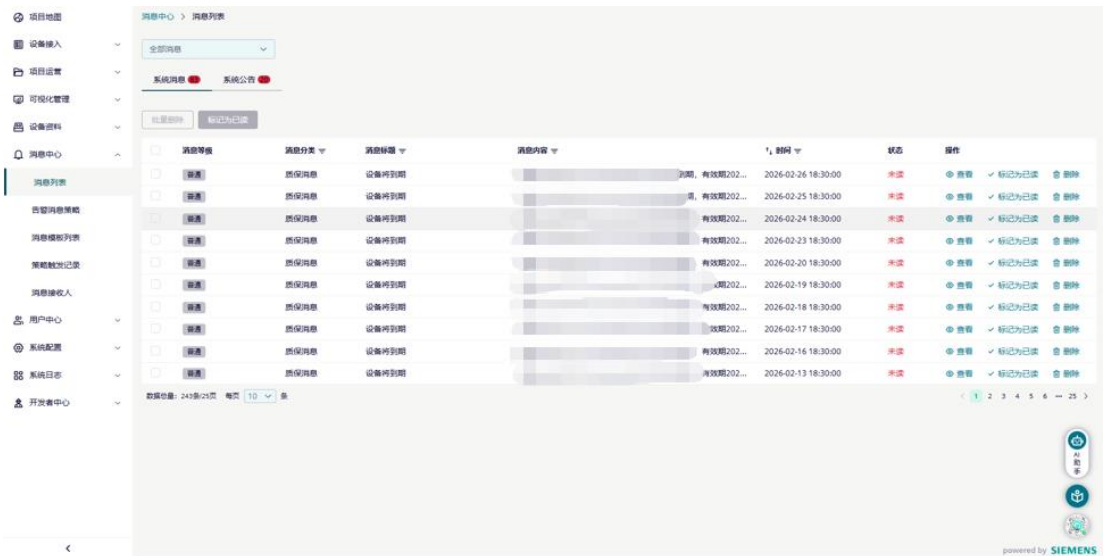 项目地图
设备接入
项目运营
可视化管理
设备资料
消息中心
消息列表
告警消息策略
消息模板列表
策略触发记录
消息接收人
用户中心
系统配置
系统日志
开发者中心
消息中心 > 消息列表
全部消息
系统消息 系统公告
批量删除 标记为已读
消息等级 消息分类 消息标题 消息内容 时间 状态 操作
普通 质保消息 设备将到期 到期，有效期202... 2026-02-26 18:30:00 未读 查看 标记为已读 删除
普通 质保消息 设备将到期 ，有效期202... 2026-02-25 18:30:00 未读 查看 标记为已读 删除
普通 质保消息 设备将到期 有效期202... 2026-02-24 18:30:00 未读 查看 标记为已读 删除
普通 质保消息 设备将到期 有效期202... 2026-02-23 18:30:00 未读 查看 标记为已读 删除
普通 质保消息 设备将到期 有效期202... 2026-02-20 18:30:00 未读 查看 标记为已读 删除
普通 质保消息 设备将到期 效期202... 2026-02-19 18:30:00 未读 查看 标记为已读 删除
普通 质保消息 设备将到期 有效期202... 2026-02-18 18:30:00 未读 查看 标记为已读 删除
普通 质保消息 设备将到期 效期202... 2026-02-17 18:30:00 未读 查看 标记为已读 删除
普通 质保消息 设备将到期 有效期202... 2026-02-16 18:30:00 未读 查看 标记为已读 删除
普通 质保消息 设备将到期 有效期202... 2026-02-13 18:30:00 未读 查看 标记为已读 删除
数据总量：243条/25页 每页 10 条 < 1 2 3 4 5 6 ••• 25 >
AI
助
手
powered by SIEMENS